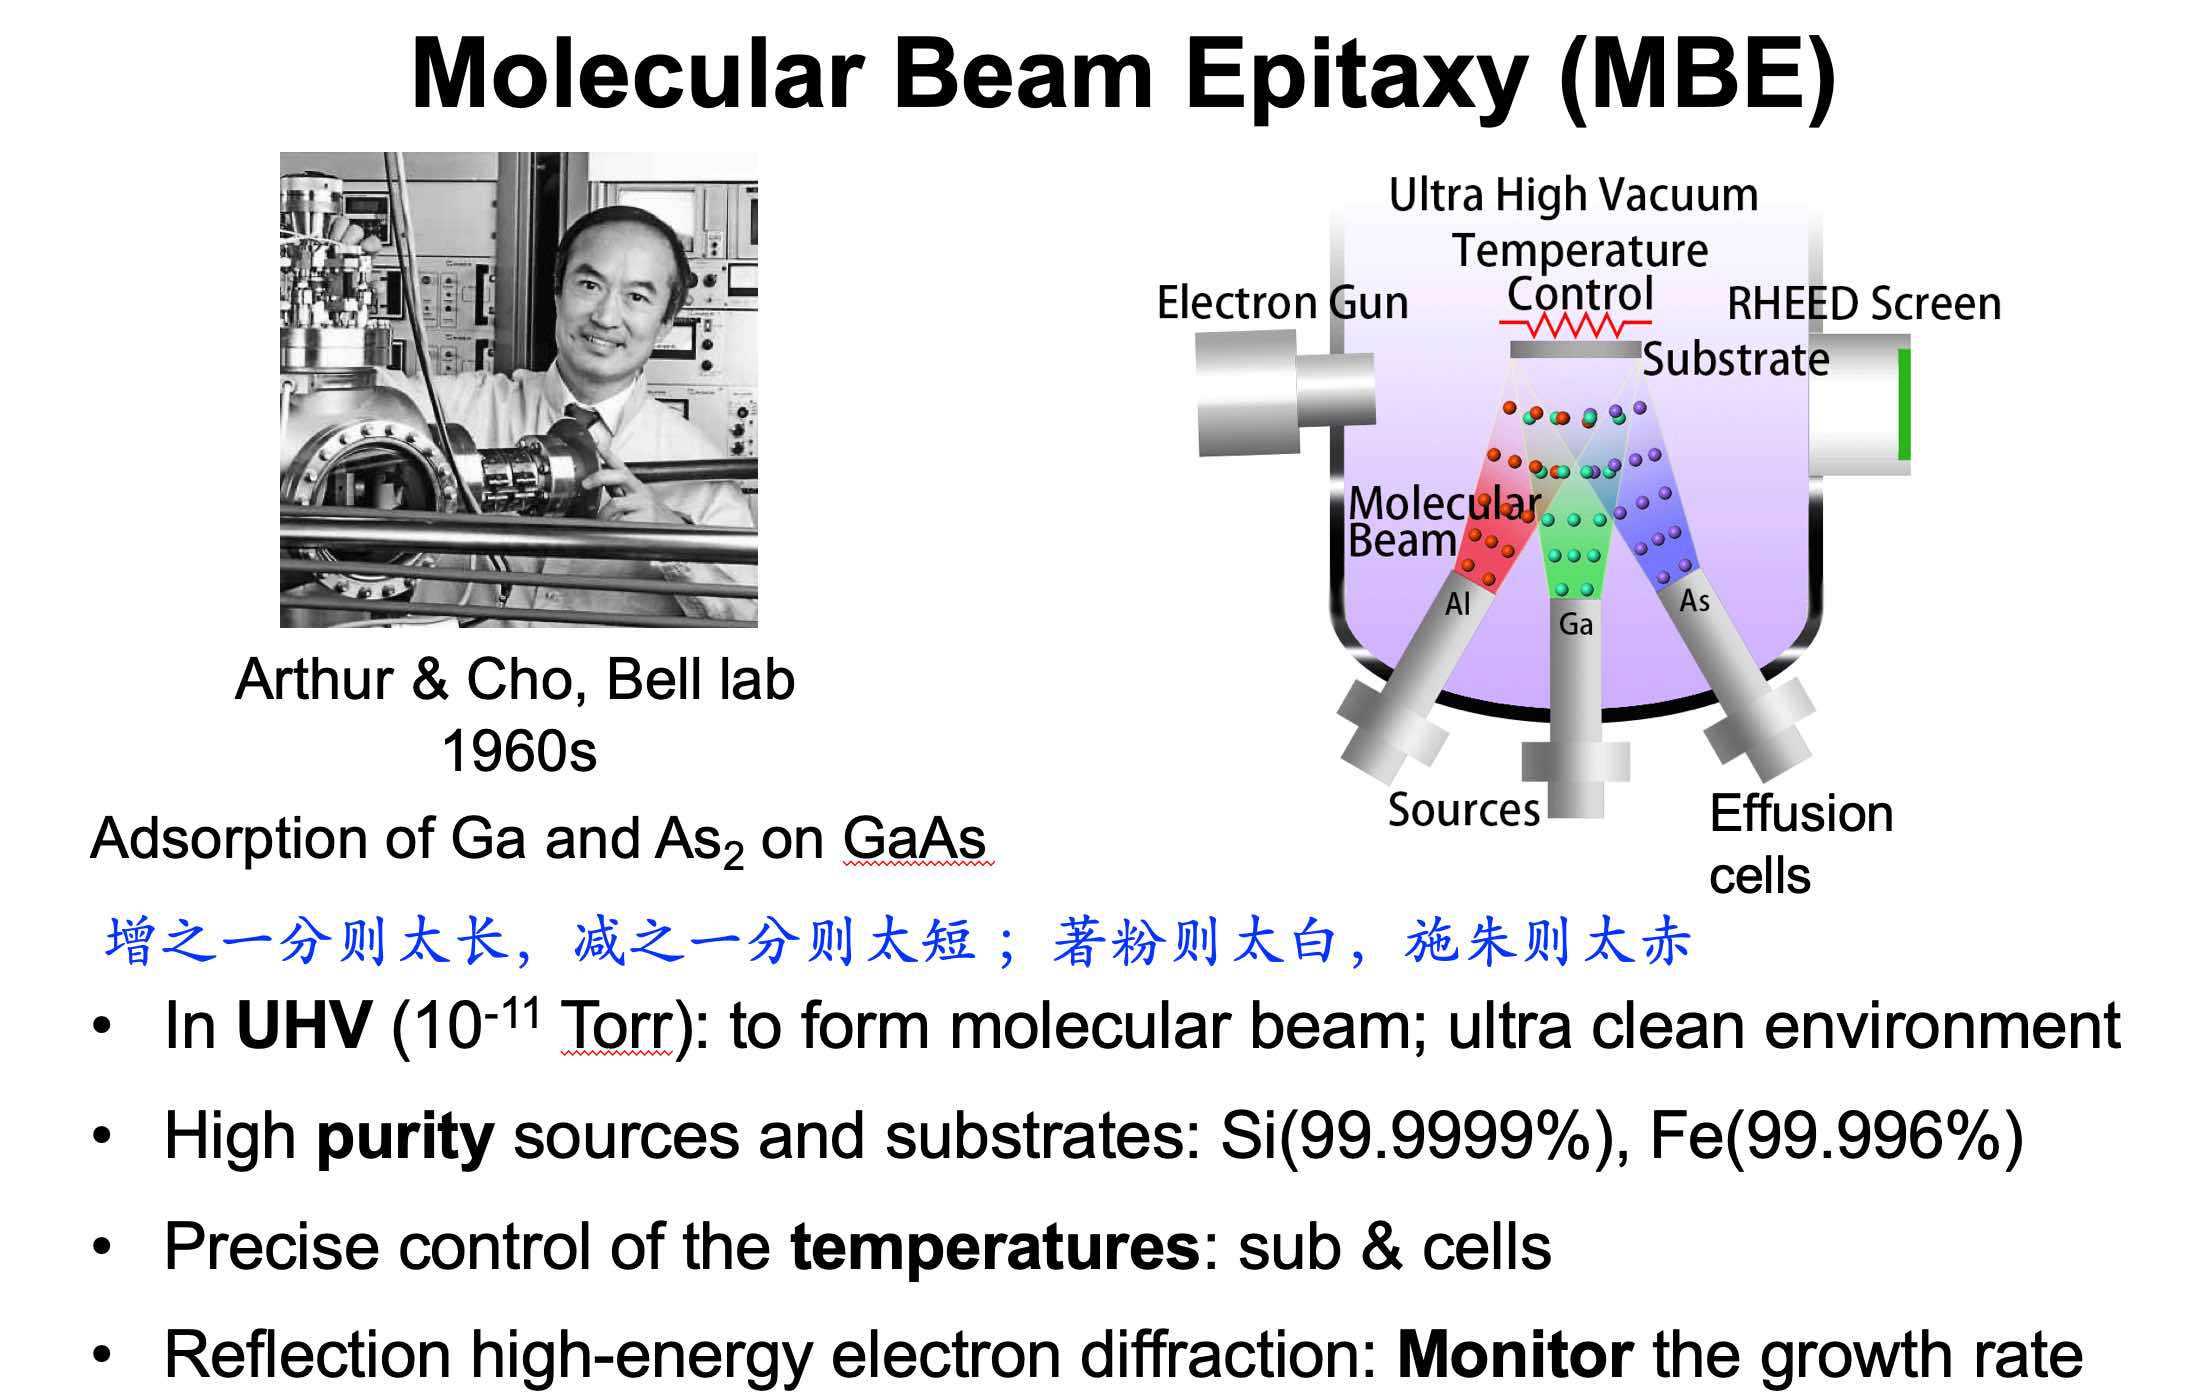 Molecular Beam Epitaxy (MBE)
Arthur & Cho, Bell lab
1960s
Ultra High Vacuum
Temperature
Control
Electron Gun
RHEED Screen
Substrate
Molecular
Beam
Al
Ga
As
Sources
Effusion
cells
Adsorption of Ga and As₂ on GaAs
增之一分则太长，减之一分则太短；著粉则太白，施朱则太赤
• In UHV (10⁻¹¹ Torr): to form molecular beam; ultra clean environment
• High purity sources and substrates: Si(99.9999%), Fe(99.996%)
• Precise control of the temperatures: sub & cells
• Reflection high-energy electron diffraction: Monitor the growth rate